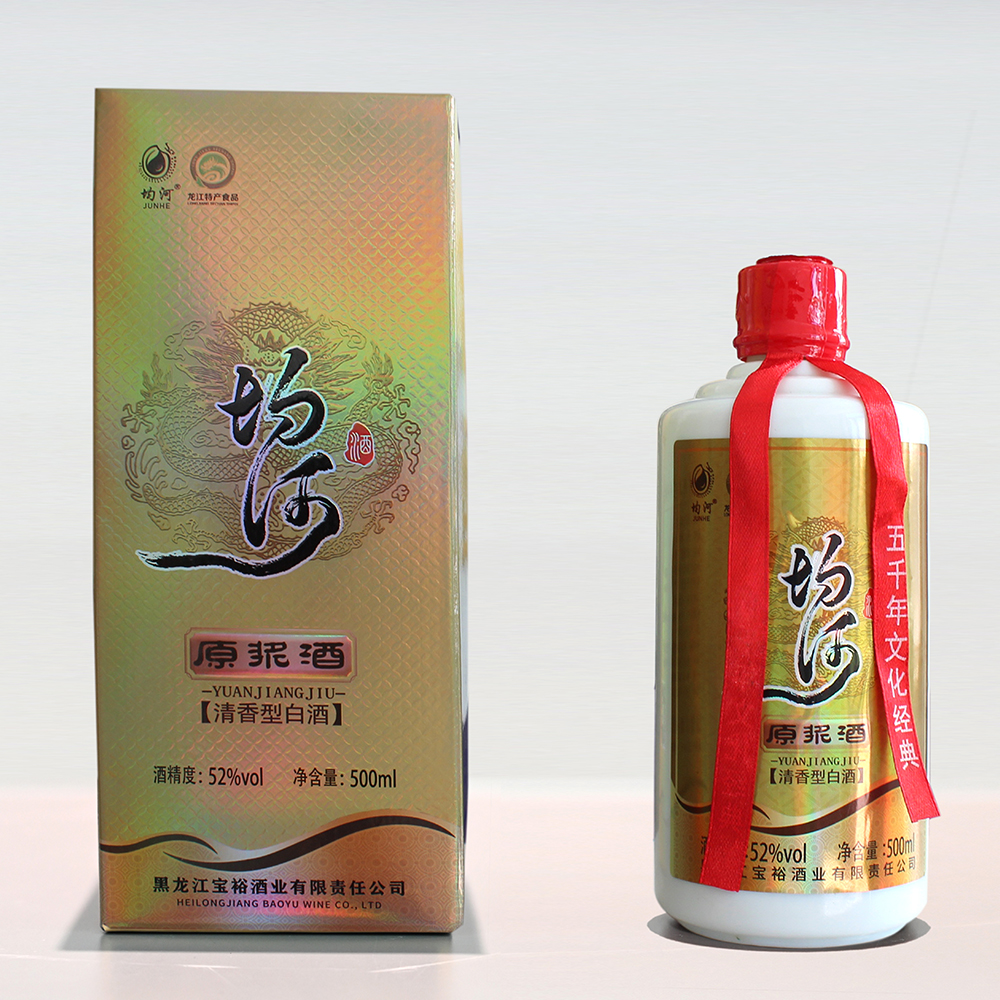 均河®
JUNHE
龙江特产食品
均河
酒
原浆酒
YUANJIANGJIU
【清香型白酒】
酒精度：52%vol 净含量：500ml
黑龙江宝裕酒业有限责任公司
HEILONGJIANG BAOYU WINE CO., LTD
均河®
JUNHE
均河
原浆酒
YUANJIANGJIU
【清香型白酒】
52%vol 净含量：500ml
江宝裕酒业有限责任公司
五千年文化经典